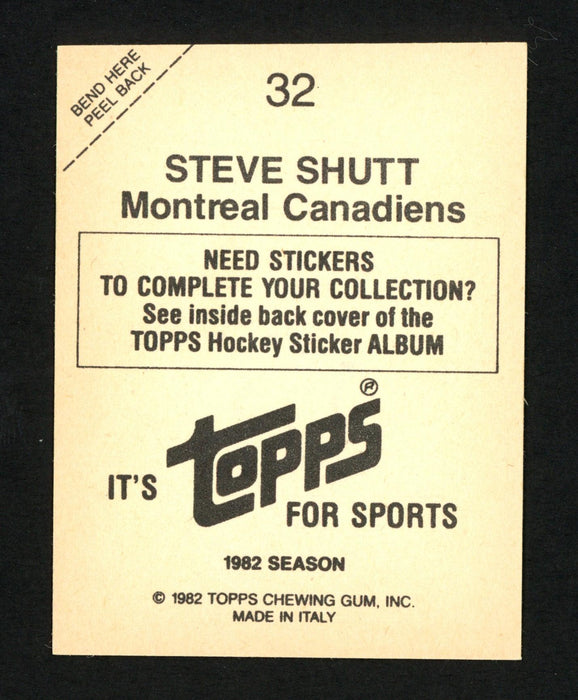 BEND HERE
PEEL BACK
32
STEVE SHUTT
Montreal Canadiens
NEED STICKERS
TO COMPLETE YOUR COLLECTION?
See inside back cover of the
TOPPS Hockey Sticker ALBUM
IT'S topps®
FOR SPORTS
1982 SEASON
© 1982 TOPPS CHEWING GUM, INC.
MADE IN ITALY